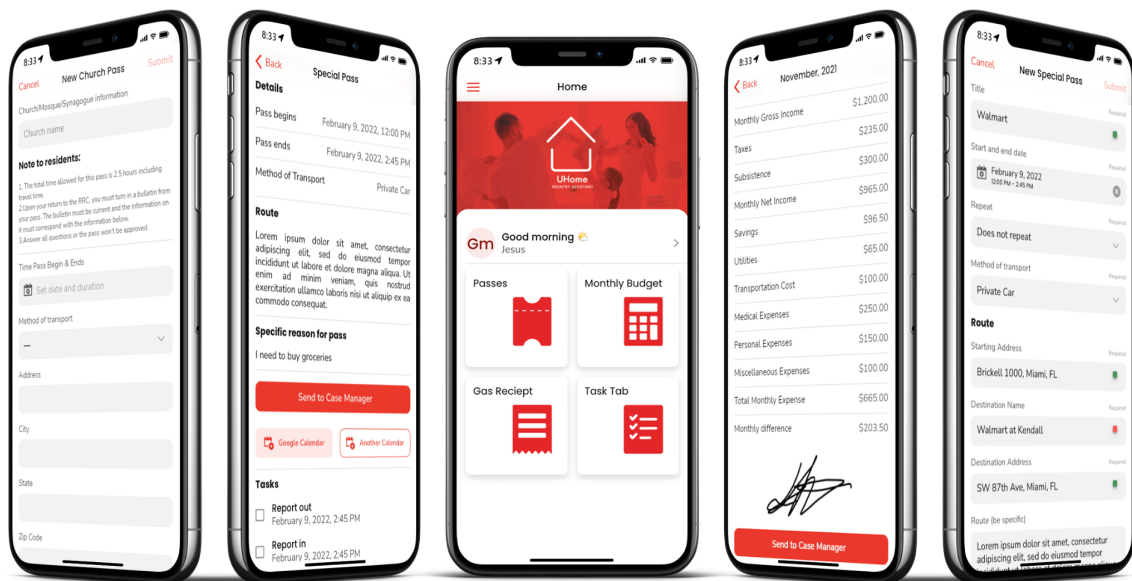 8:33
Cancel
New Church Pass
Submit
Church/Mosque/Synagogue information
Church name
Note to residents:
1. The total time allowed for this pass is 2.5 hours including
travel time.
2.Upon your return to the RRC, you must turn in a bulletin from
your pass. The bulletin must be current and the information on
it must correspond with the information below.
3.Answer all questions or the pass won't be approved.
Time Pass Begin & Ends
Set date and duration
Method of transport
—
Address
City
State
Zip Code
8:33
Back
Special Pass
Details
Pass begins
February 9, 2022, 12:00 PM
Pass ends
February 9, 2022, 2:45 PM
Method of Transport
Private Car
Route
Lorem ipsum dolor sit amet, consectetur
adipiscing elit, sed do eiusmod tempor
incididunt ut labore et dolore magna aliqua. Ut
enim ad minim veniam, quis nostrud
exercitation ullamco laboris nisi ut aliquip ex ea
commodo consequat.
Specific reason for pass
I need to buy groceries
Send to Case Manager
Google Calendar
Another Calendar
Tasks
Report out
February 9, 2022, 2:45 PM
Report in
February 9, 2022, 2:45 PM
8:33
Home
UHome
REENTRY ASSISTANT
Gm
Good morning
Jesus
Passes
Monthly Budget
Gas Reciept
Task Tab
8:33
Back
November, 2021
Monthly Gross Income
$1,200.00
Taxes
$235.00
Subsistence
$300.00
Monthly Net Income
$965.00
Savings
$96.50
Utilities
$65.00
Transportation Cost
$100.00
Medical Expenses
$250.00
Personal Expenses
$150.00
Miscellaneous Expenses
$100.00
Total Monthly Expense
$665.00
Monthly difference
$203.50
Send to Case Manager
8:33
Cancel
New Special Pass
Submit
Title
Required
Walmart
Start and end date
Required
February 9, 2022
12:00 PM - 2:45 PM
Repeat
Required
Does not repeat
Method of transport
Required
Private Car
Route
Starting Address
Required
Brickell 1000, Miami, FL
Destination Name
Required
Walmart at Kendall
Destination Address
Required
SW 87th Ave, Miami, FL
Route (be specific)
Required
Lorem ipsum dolor sit amet, consectetur
adipiscing elit, sed do eiusmod tempor